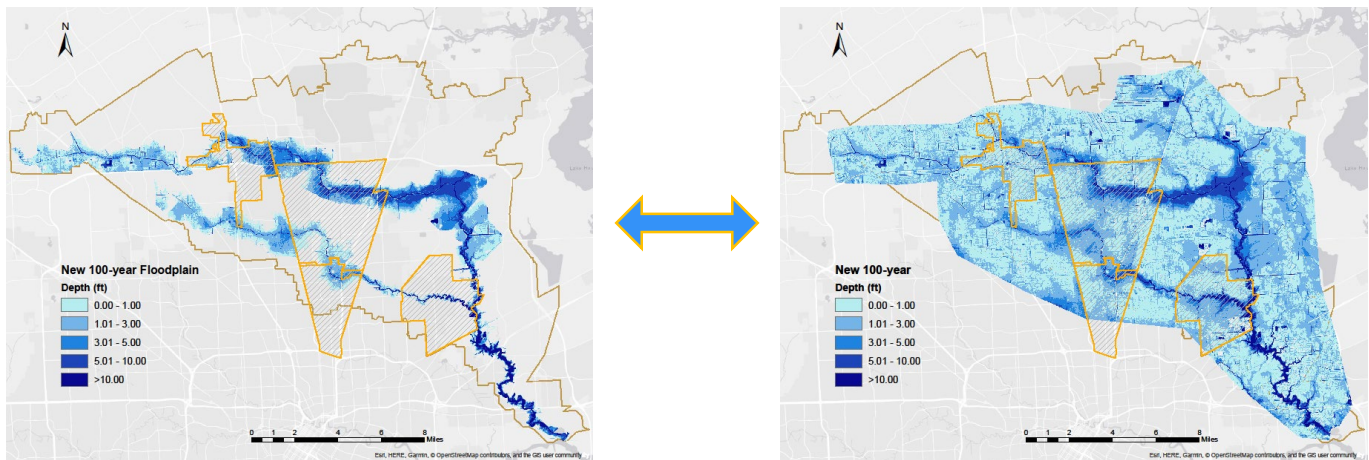 N
New 100-year Floodplain
Depth (ft)
0.00 - 1.00
1.01 - 3.00
3.01 - 5.00
5.01 - 10.00
>10.00
0 1 2 4 6 8
Miles
Esri, HERE, Garmin, © OpenStreetMap contributors, and the GIS user community
N
New 100-year
Depth (ft)
0.00 - 1.00
1.01 - 3.00
3.01 - 5.00
5.01 - 10.00
>10.00
0 1 2 4 6 8
Miles
Esri, HERE, Garmin, © OpenStreetMap contributors, and the GIS user community